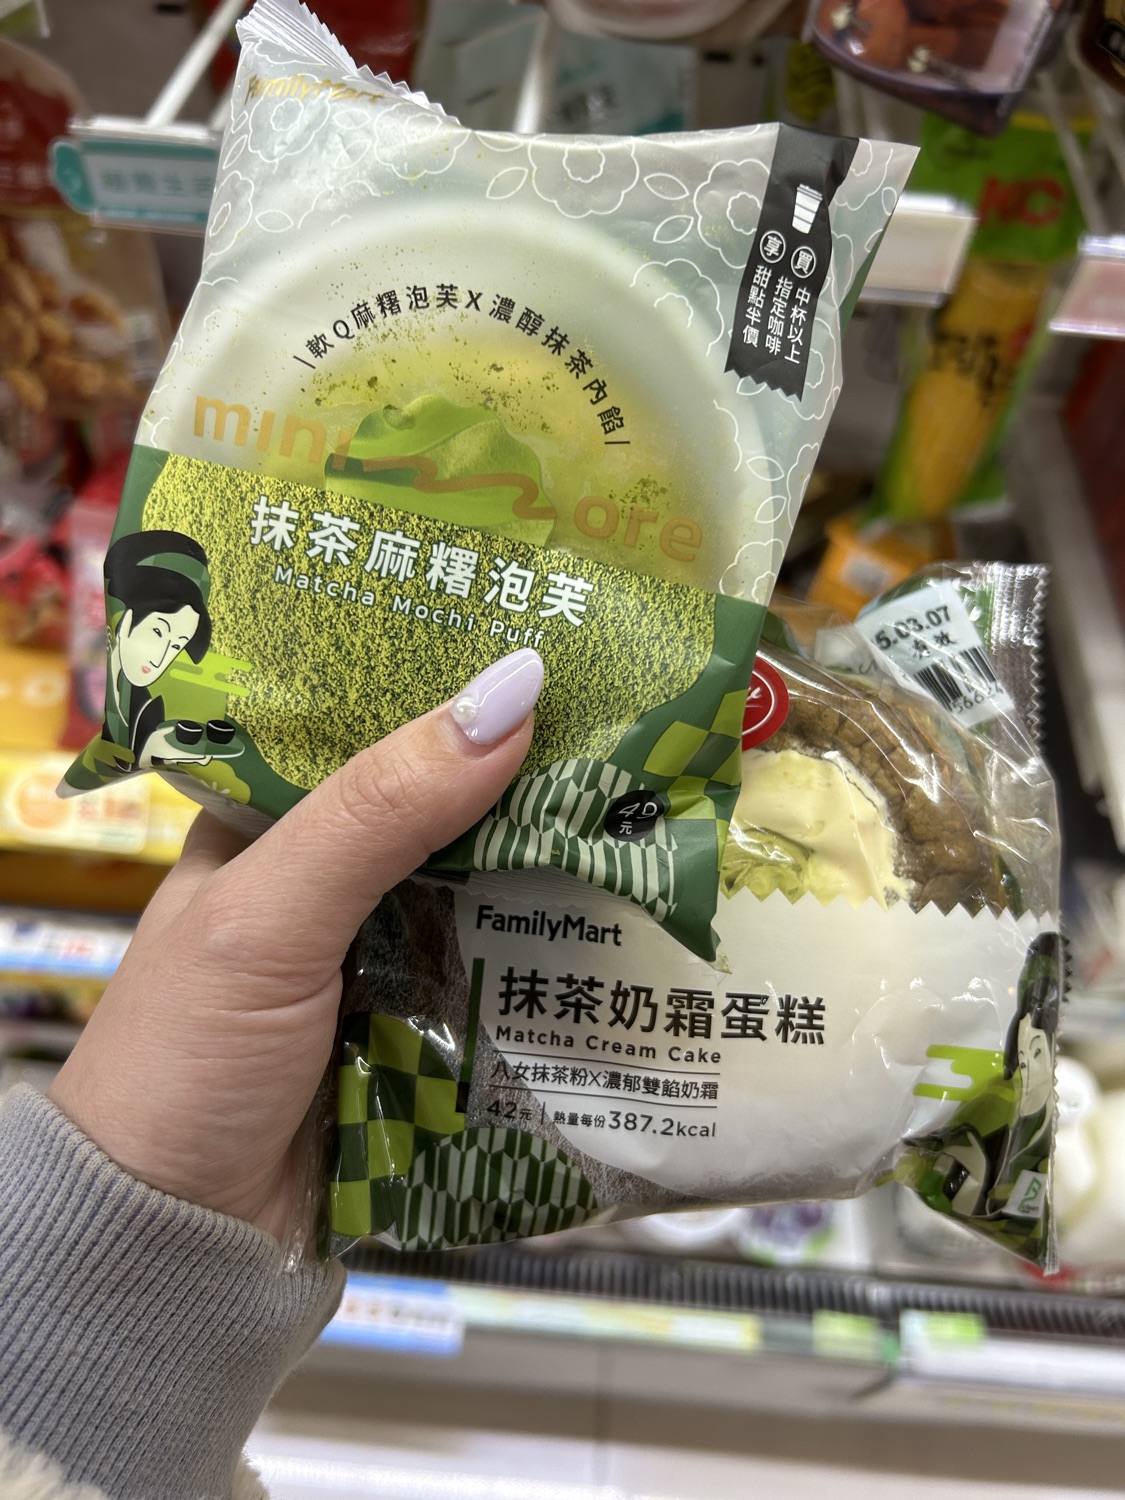 FamilyMart
買 中杯以上
指定咖啡
享 甜點半價
|軟Q麻糬泡芙X濃醇抹茶內餡|
mini
ore
抹茶麻糬泡芙
Matcha Mochi Puff
元
5.03.07
有效
FamilyMart
抹茶奶霜蛋糕
Matcha Cream Cake
八女抹茶粉X濃郁雙餡奶霜
42元 | 熱量每份387.2kcal